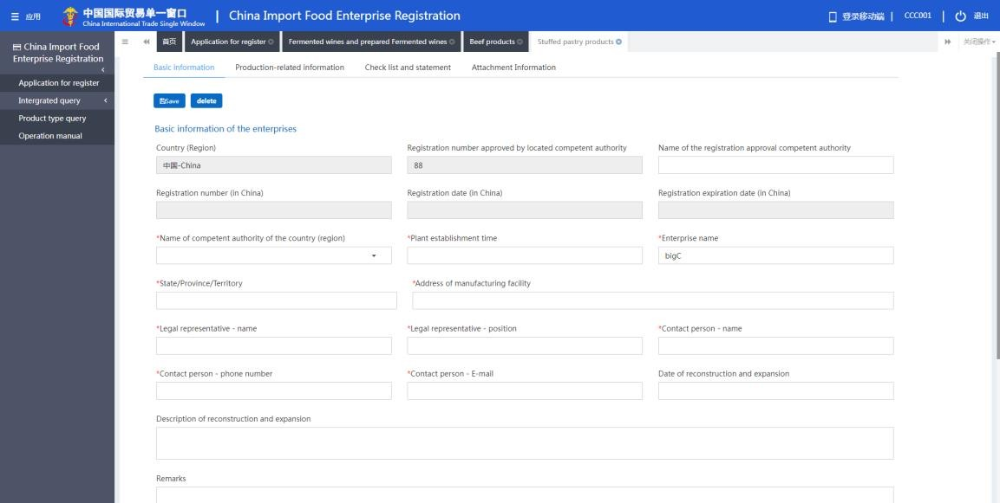 应用
中国国际贸易单一窗口
China International Trade Single Window
China Import Food Enterprise Registration
登录移动端
CCC001
退出
China Import Food
Enterprise Registration
首页
Application for register
Fermented wines and prepared Fermented wines
Beef products
Stuffed pastry products
关闭操作
Application for register
Intergrated query
Product type query
Operation manual
Basic information
Production-related information
Check list and statement
Attachment Information
Save
delete
Basic information of the enterprises
Country (Region)
Registration number approved by located competent authority
Name of the registration approval competent authority
中国-China
88
Registration number (in China)
Registration date (in China)
Registration expiration date (in China)
*Name of competent authority of the country (region)
*Plant establishment time
*Enterprise name
bigC
*State/Province/Territory
*Address of manufacturing facility
*Legal representative - name
*Legal representative - position
*Contact person - name
*Contact person - phone number
*Contact person - E-mail
Date of reconstruction and expansion
Description of reconstruction and expansion
Remarks